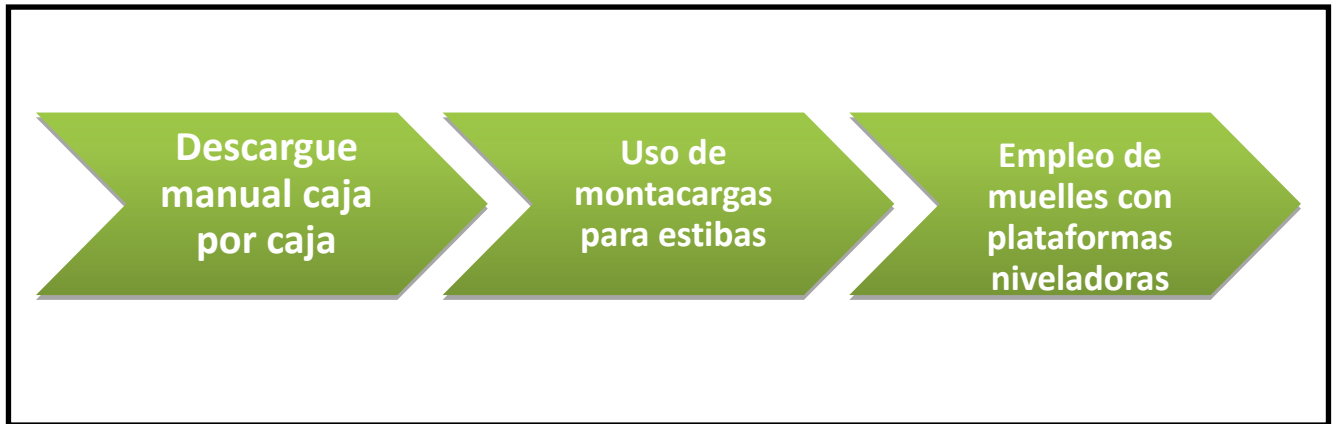 Descargue
manual caja
por caja
Uso de
montacargas
para estibas
Empleo de
muelles con
plataformas
niveladoras